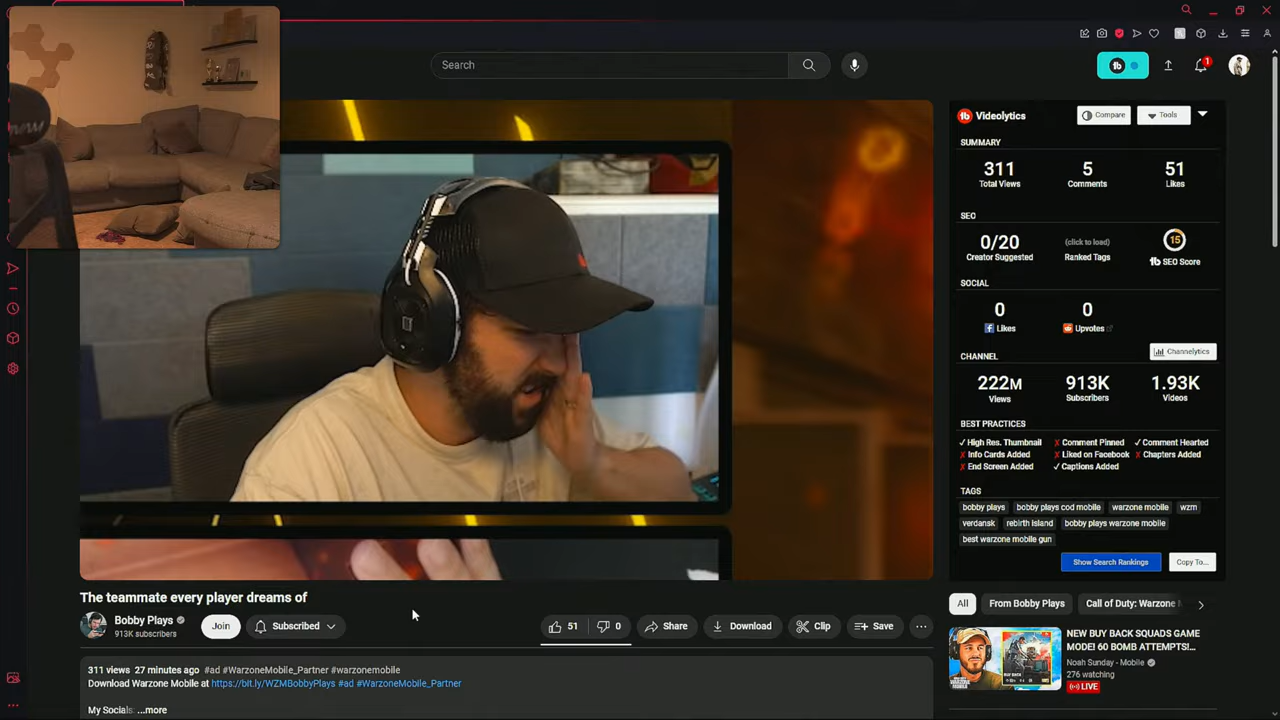 Search
1
Videolytics
Compare
Tools
SUMMARY
311
5
51
Total Views
Comments
Likes
SEO
0/20
(click to load)
15
Creator Suggested
Ranked Tags
SEO Score
SOCIAL
0
0
Likes
Upvotes
CHANNEL
Channelytics
222M
913K
1.93K
Views
Subscribers
Videos
BEST PRACTICES
High Res. Thumbnail
Comment Pinned
Comment Hearted
Info Cards Added
Liked on Facebook
Chapters Added
End Screen Added
Captions Added
TAGS
bobby plays
bobby plays cod mobile
warzone mobile
wzm
verdansk
rebirth island
bobby plays warzone mobile
best warzone mobile gun
Show Search Rankings
Copy To...
The teammate every player dreams of
Bobby Plays
913K subscribers
Join
Subscribed
51
0
Share
Download
Clip
Save
311 views 27 minutes ago #ad #WarzoneMobile_Partner #warzonemobile
Download Warzone Mobile at https://bit.ly/WZMBobbyPlays #ad #WarzoneMobile_Partner
My Socials ...more
All
From Bobby Plays
Call of Duty: Warzone
NEW BUY BACK SQUADS GAME
MODE! 60 BOMB ATTEMPTS!...
Noah Sunday - Mobile
276 watching
LIVE